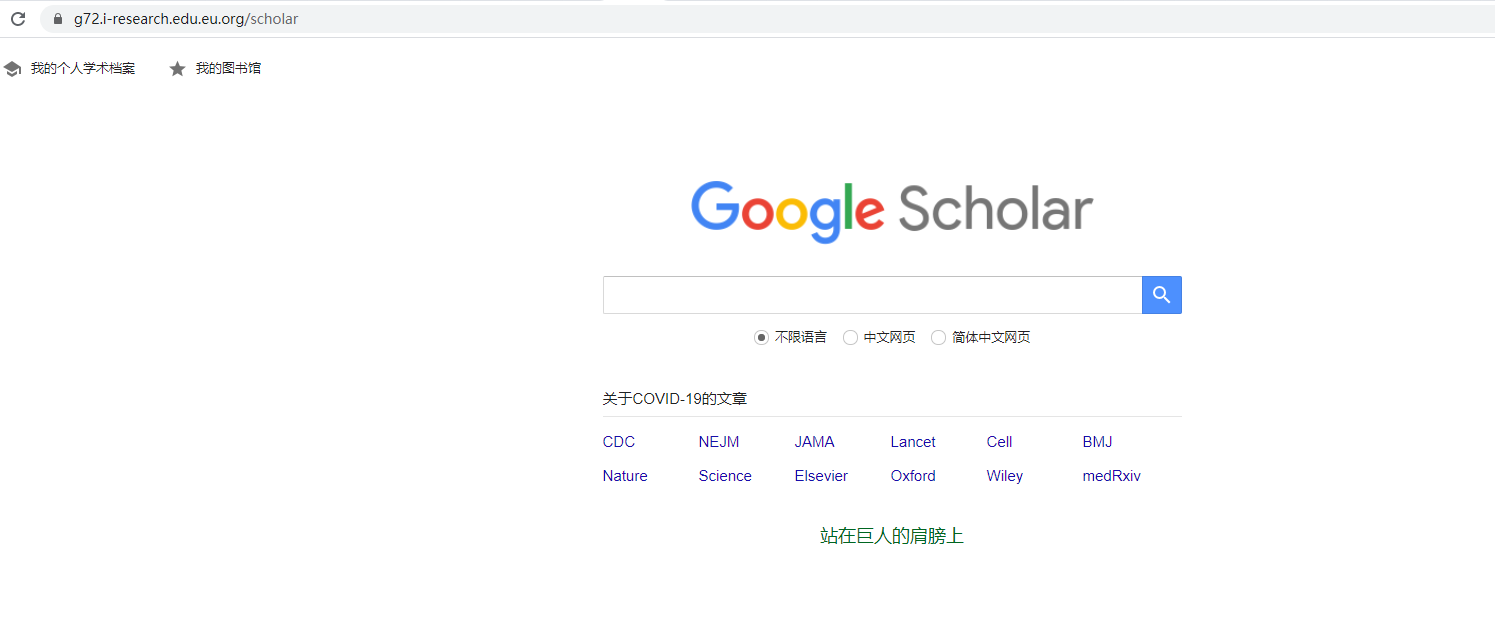 g72.i-research.edu.eu.org/scholar
我的个人学术档案 我的图书馆
Google Scholar
不限语言 中文网页 简体中文网页
关于COVID-19的文章
CDC NEJM JAMA Lancet Cell BMJ
Nature Science Elsevier Oxford Wiley medRxiv
站在巨人的肩膀上